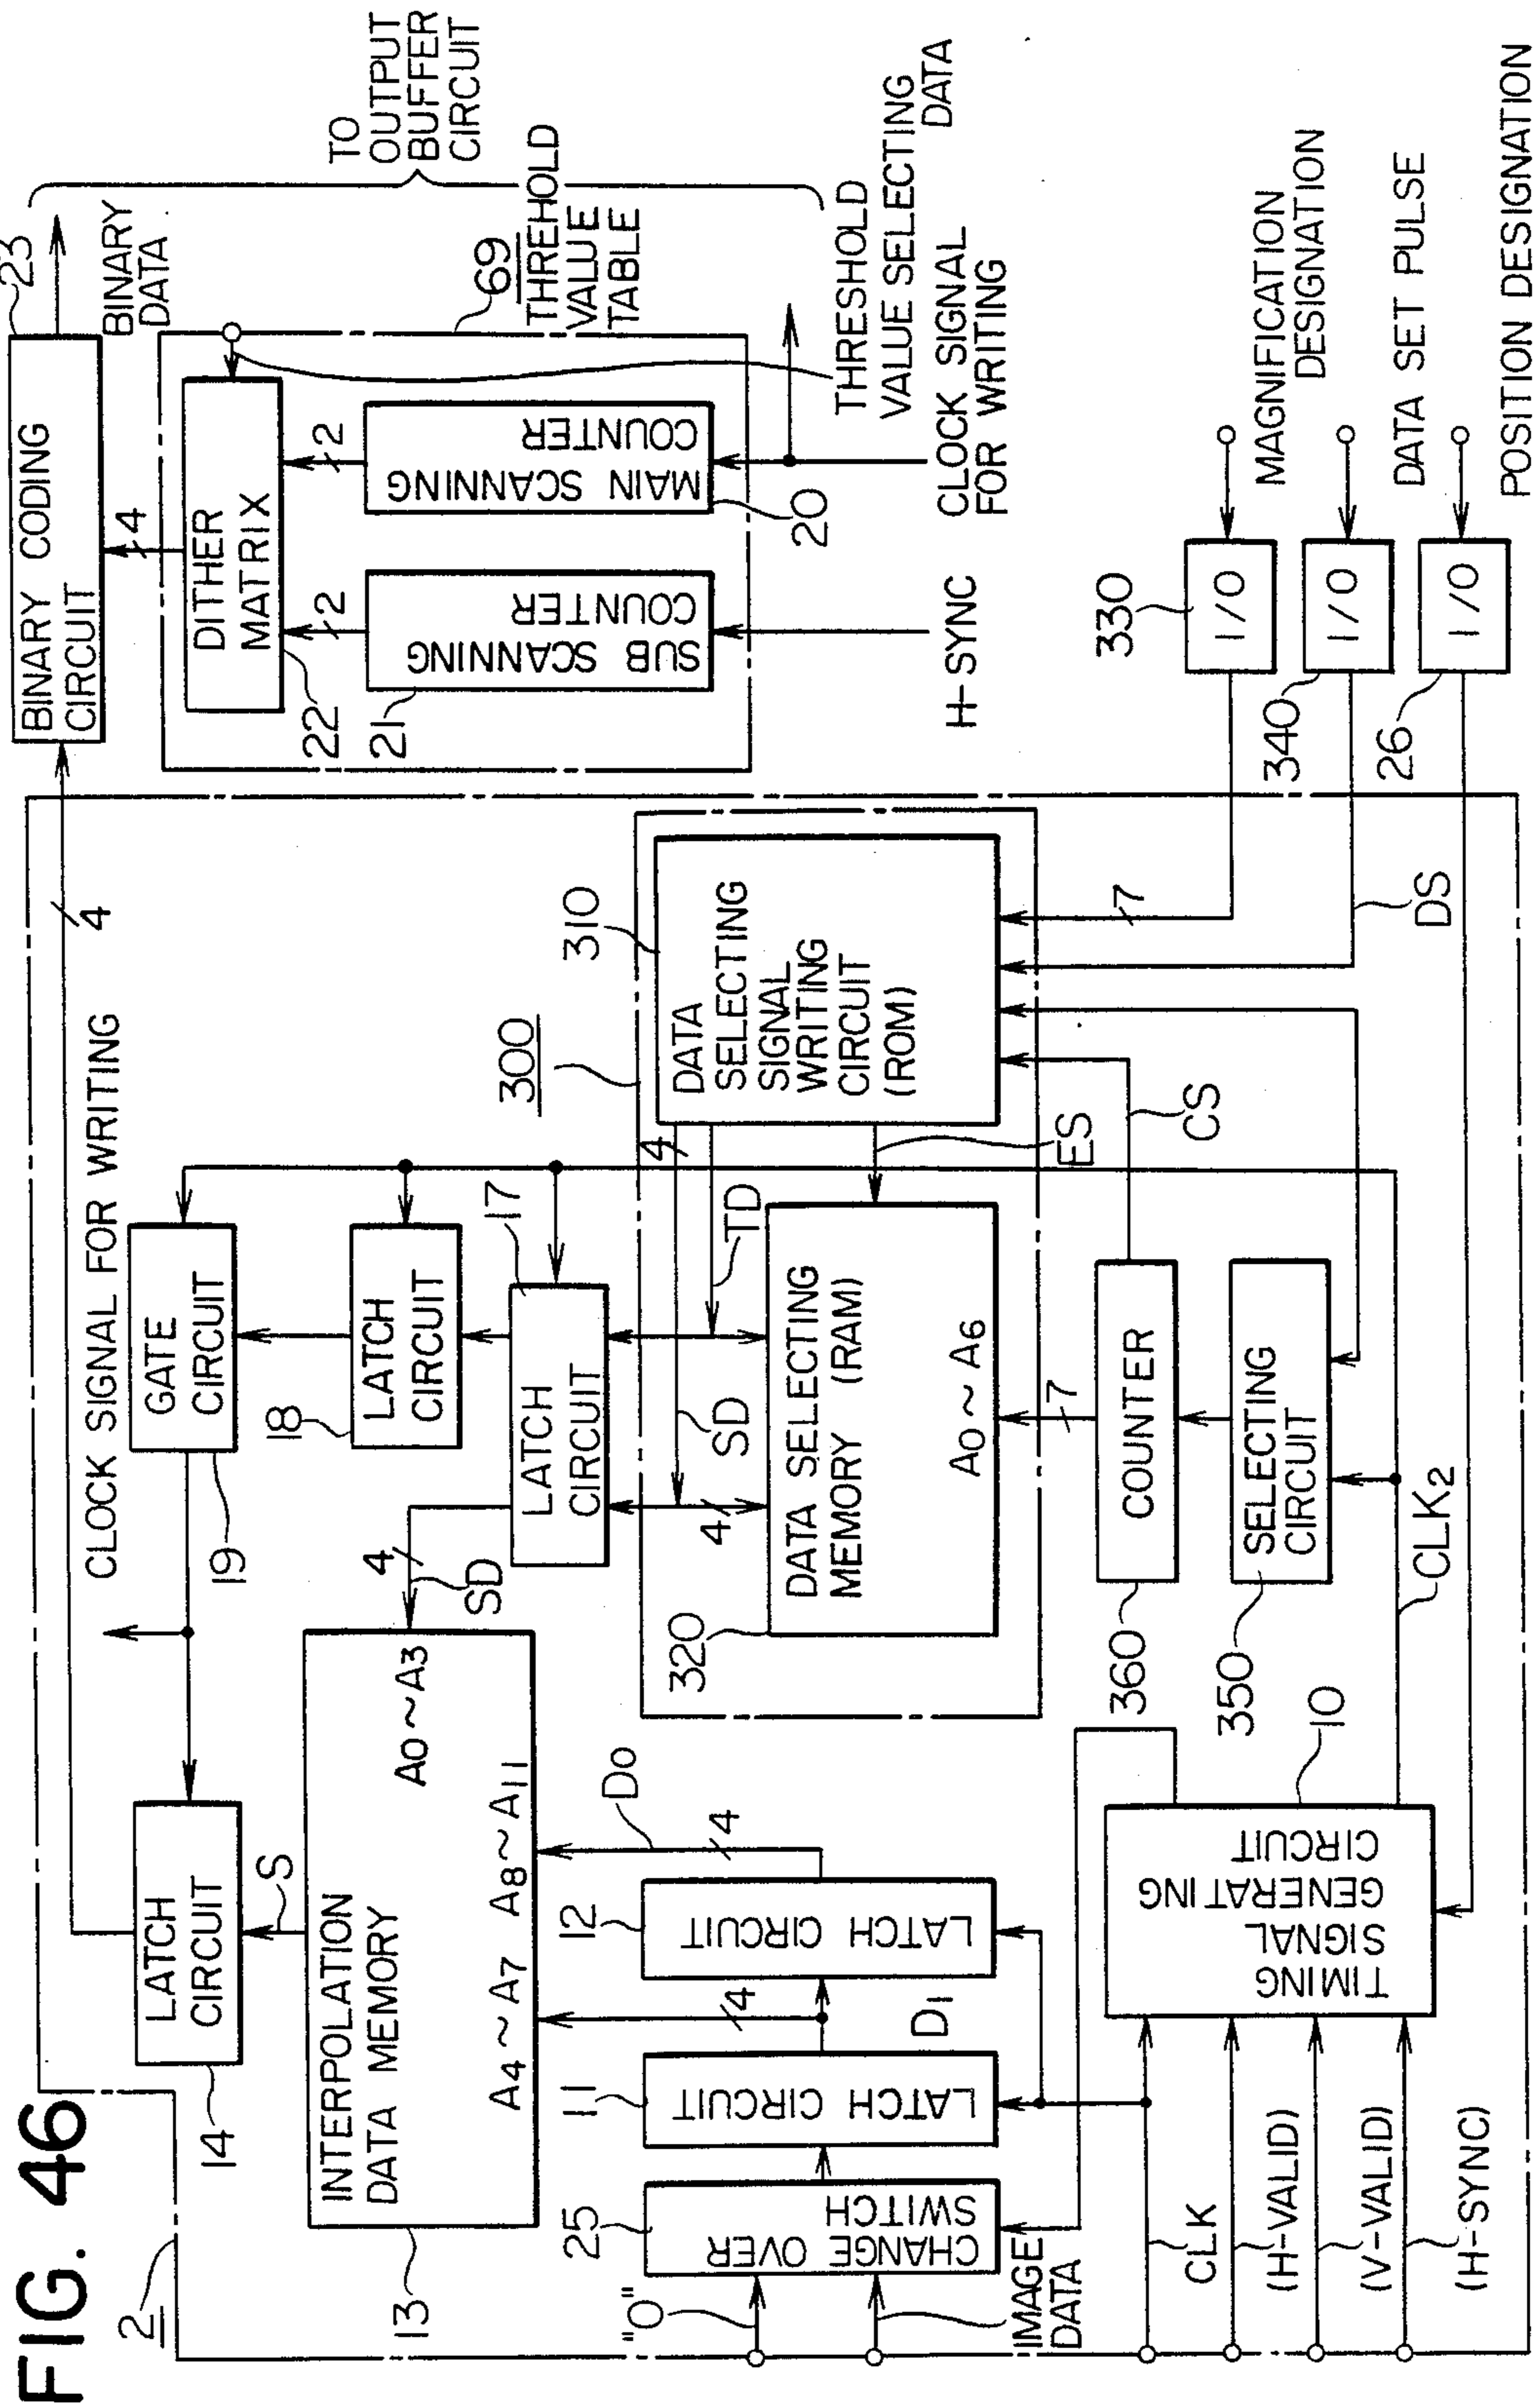 FIG. 46
2
CLOCK SIGNAL FOR WRITING
4
LATCH
CIRCUIT
14
S
GATE
CIRCUIT
19
LATCH
CIRCUIT
18
LATCH
CIRCUIT
17
4
SD
INTERPOLATION
DATA MEMORY
A0~A3
A4~A7
A8~A11
13
"0"
IMAGE
DATA
CHANGE OVER
SWITCH
25
LATCH CIRCUIT
11
D1
4
LATCH CIRCUIT
12
D0
4
300
DATA
SELECTING
SIGNAL
WRITING
CIRCUIT
(ROM)
310
4
TD
SD
4
ES
DATA SELECTING
MEMORY (RAM)
A0~A6
320
7
COUNTER
360
CS
SELECTING
CIRCUIT
350
CLK2
TIMING
SIGNAL
GENERATING
CIRCUIT
10
CLK
(H-VALID)
(V-VALID)
(H-SYNC)
7
DS
BINARY CODING
CIRCUIT
23
BINARY
DATA
TO
OUTPUT
BUFFER
CIRCUIT
4
DITHER
MATRIX
22
2
2
SUB SCANNING
COUNTER
21
MAIN SCANNING
COUNTER
20
69
THREHOLD
VALUE
TABLE
THRESHOLD
VALUE SELECTING
DATA
CLOCK SIGNAL
FOR WRITING
H-SYNC
330
I/O
MAGNIFICATION
DESIGNATION
340
I/O
DATA SET PULSE
26
I/O
POSITION DESIGNATION